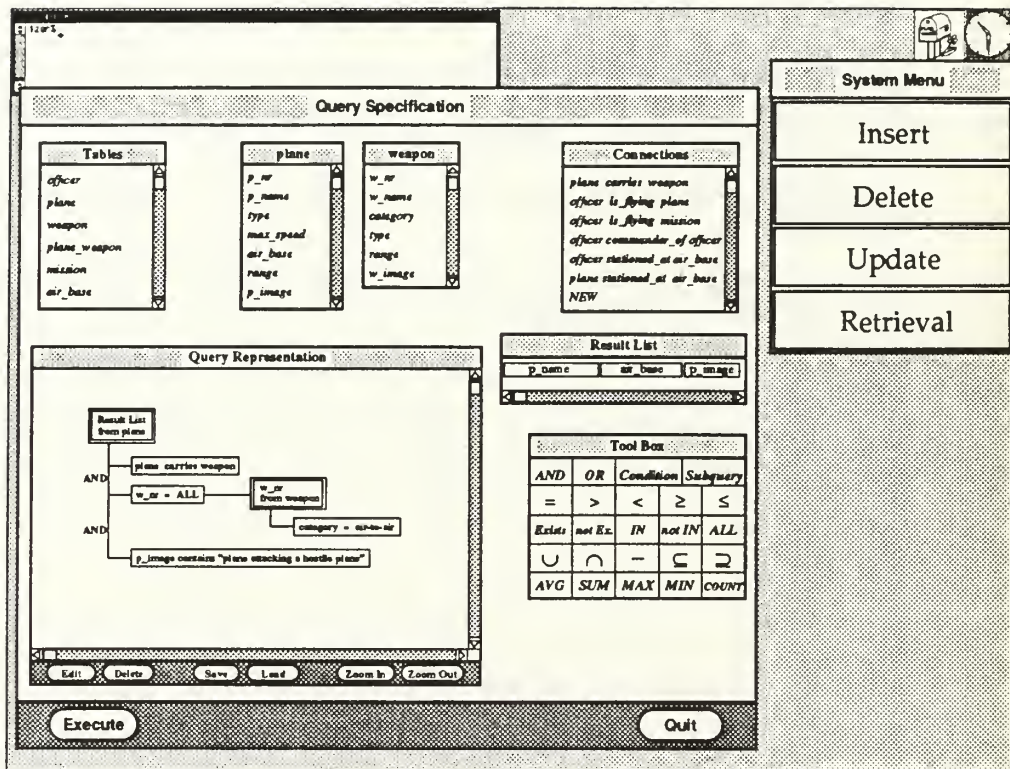 System Menu
Insert
Delete
Update
Retrieval
Query Specification
Tables
officer
plane
weapon
plane_weapon
mission
air_base
plane
p_nr
p_name
type
max_speed
air_base
range
p_image
weapon
w_nr
w_name
category
type
range
w_image
Connections
plane carries weapon
officer is_flying plane
officer is_flying mission
officer commander_of officer
officer stationed_at air_base
plane stationed_at air_base
NEW
Result List
p_name air_base p_image
Query Representation
Result List
from plane
AND
plane carries weapon
w_nr = ALL
w_nr
from weapon
category = air-to-air
AND
p_image contains "plane attacking a hostile plane"
Edit Delete Save Load Zoom In Zoom Out
Tool Box
AND OR Condition Subquery
= > < ≥ ≤
Exists not Ex. IN not IN ALL
∪ ∩ − ⊆ ⊇
AVG SUM MAX MIN COUNT
Execute Quit